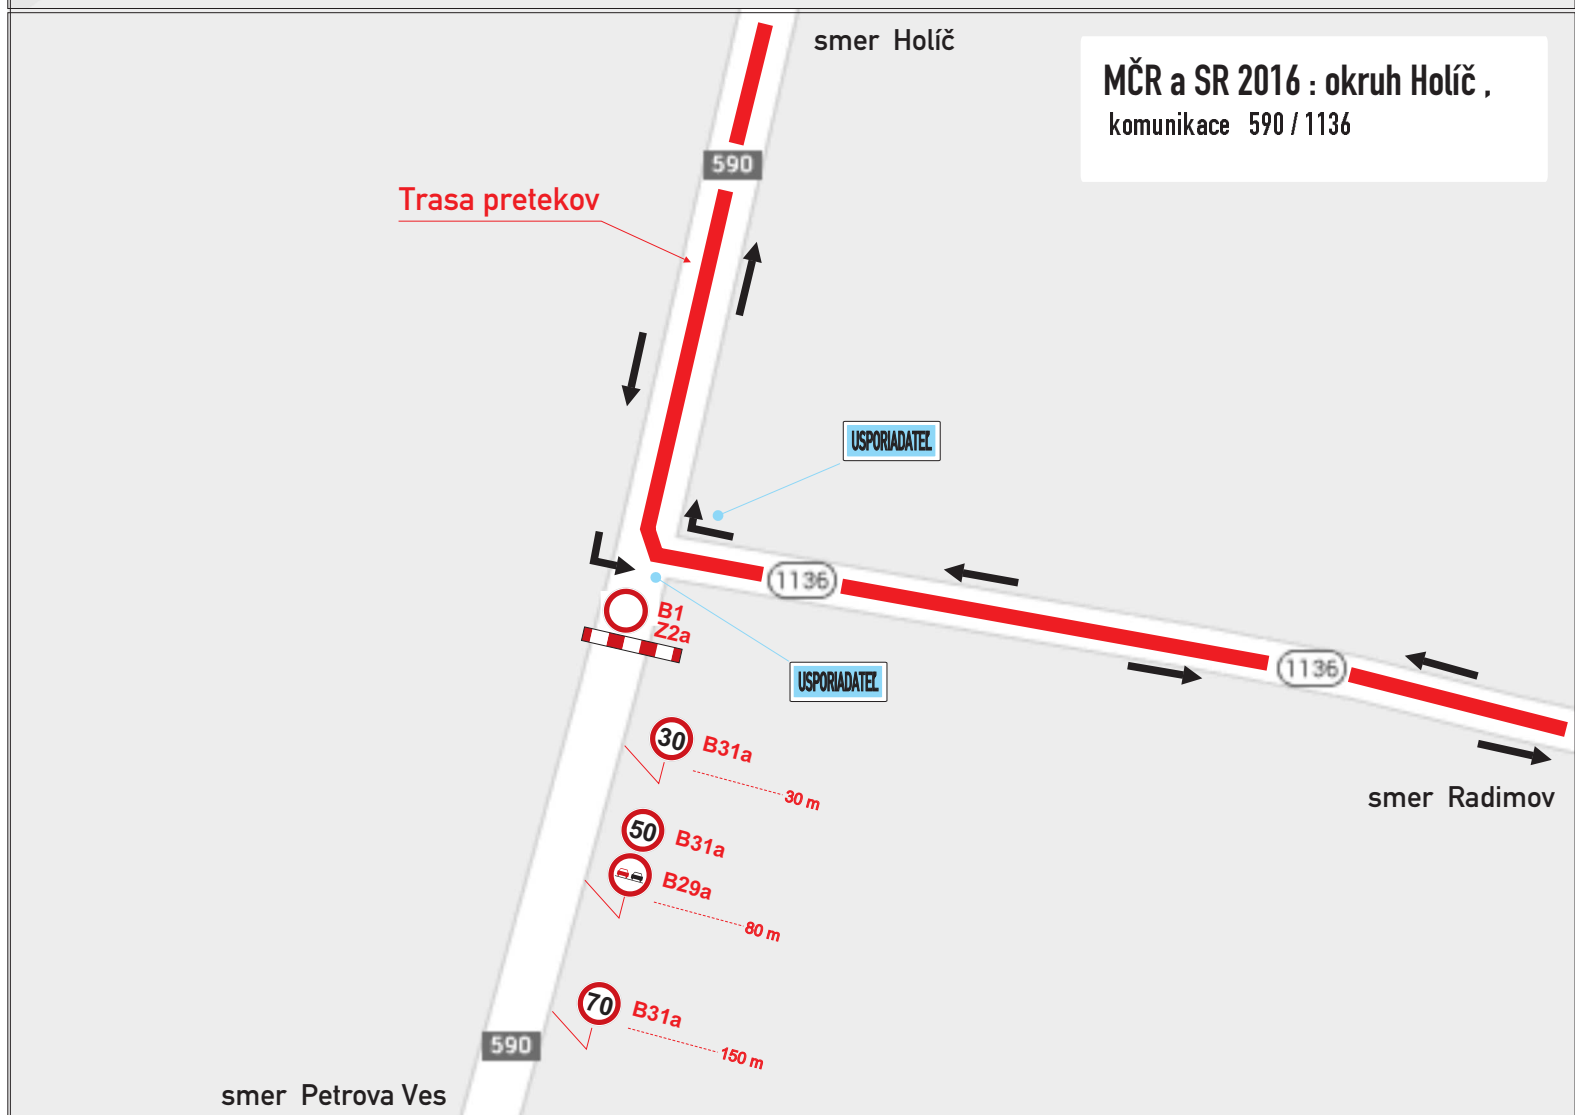 smer Holíč
MČR a SR 2016 : okruh Holíč ,
komunikace 590 / 1136
590
Trasa pretekov
USPORIADATEĽ
1136
B1
Z2a
USPORIADATEĽ
1136
30
B31a
30 m
smer Radimov
50
B31a
B29a
80 m
70
B31a
150 m
590
smer Petrova Ves